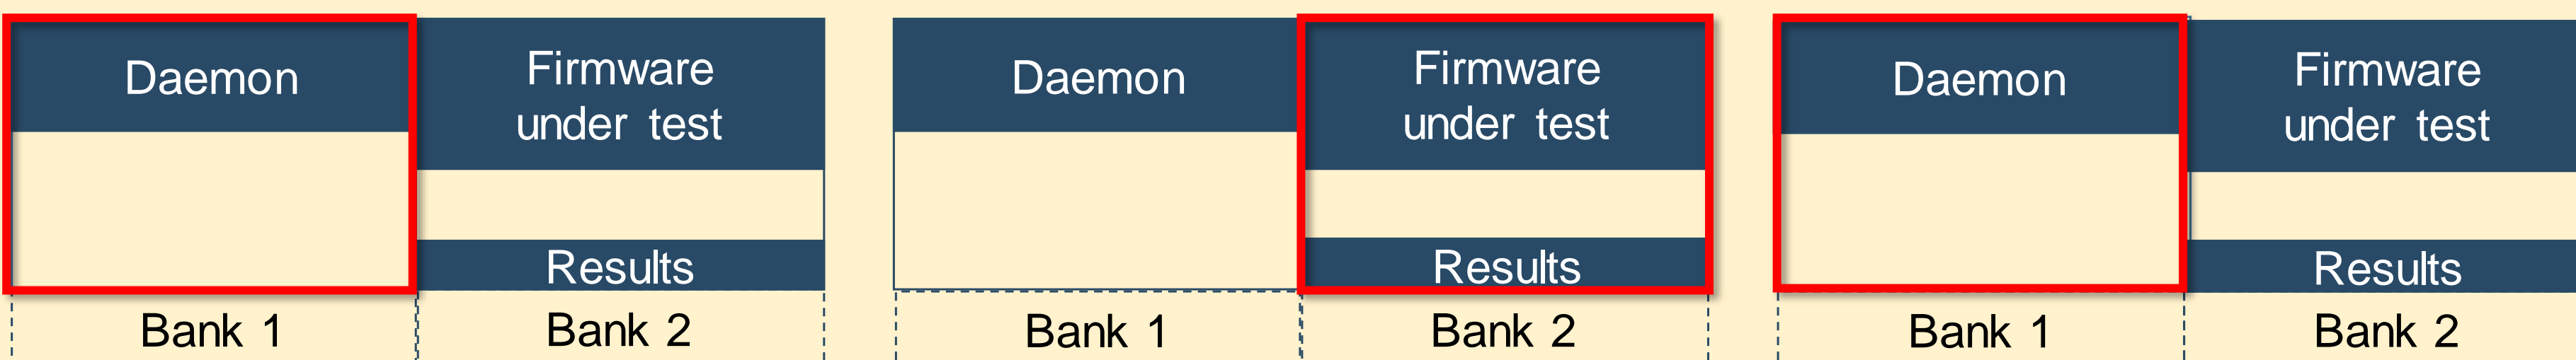 Daemon
Firmware
under test
Results
Bank 1
Bank 2
Daemon
Firmware
under test
Results
Bank 1
Bank 2
Daemon
Firmware
under test
Results
Bank 1
Bank 2